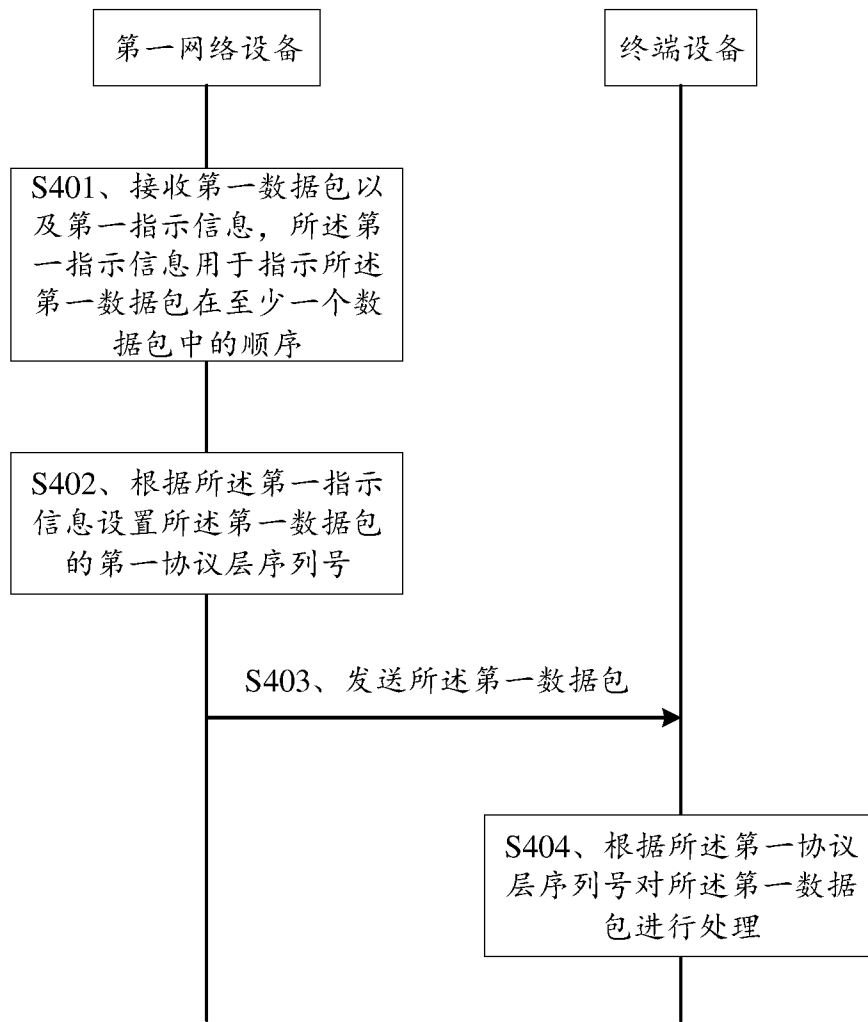 第一网络设备
终端设备
S401、接收第一数据包以
及第一指示信息，所述第
一指示信息用于指示所述
第一数据包在至少一个数
据包中的顺序
S402、根据所述第一指示
信息设置所述第一数据包
的第一协议层序列号
S403、发送所述第一数据包
S404、根据所述第一协议
层序列号对所述第一数据
包进行处理